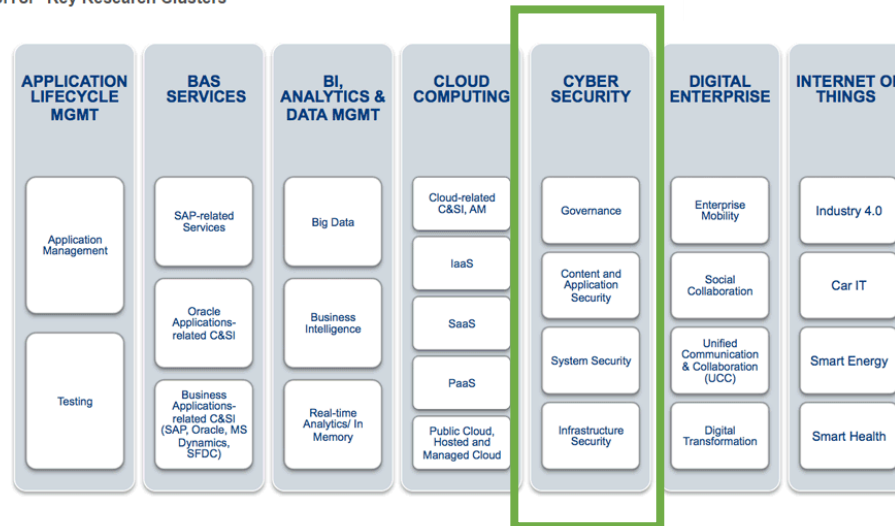 Key Research Clusters
APPLICATION
LIFECYCLE
MGMT
Application
Management
Testing
BAS
SERVICES
SAP-related
Services
Oracle
Applications-
related C&SI
Business
Applications-
related C&SI
(SAP, Oracle, MS
Dynamics,
SFDC)
BI,
ANALYTICS &
DATA MGMT
Big Data
Business
Intelligence
Real-time
Analytics/ In
Memory
CLOUD
COMPUTING
Cloud-related
C&SI, AM
IaaS
SaaS
PaaS
Public Cloud,
Hosted and
Managed Cloud
CYBER
SECURITY
Governance
Content and
Application
Security
System Security
Infrastructure
Security
DIGITAL
ENTERPRISE
Enterprise
Mobility
Social
Collaboration
Unified
Communication
& Collaboration
(UCC)
Digital
Transformation
INTERNET OF
THINGS
Industry 4.0
Car IT
Smart Energy
Smart Health